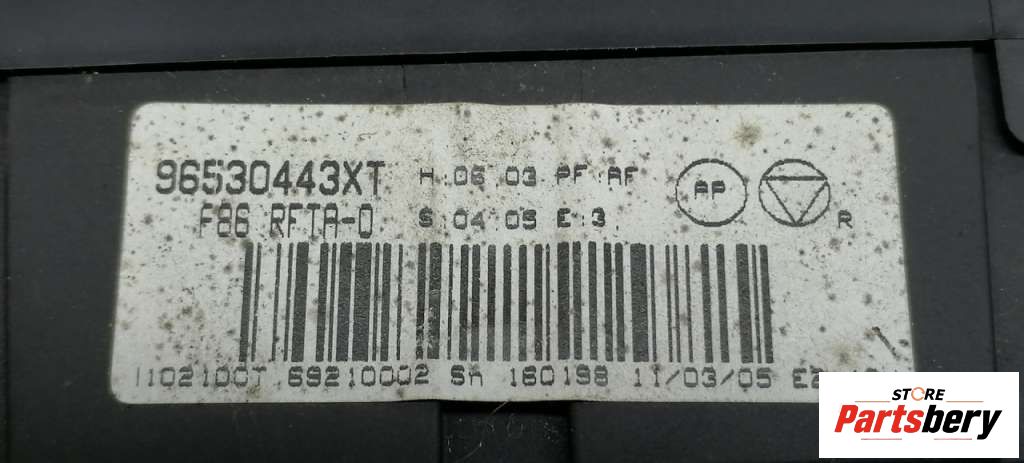 96530443XT H 06 03 PF AF
AP
F86 RFTA-0 S 04 05 E 3
R
110210QT 69210002 Sn 160198 11/03/05
STORE
Partsbery